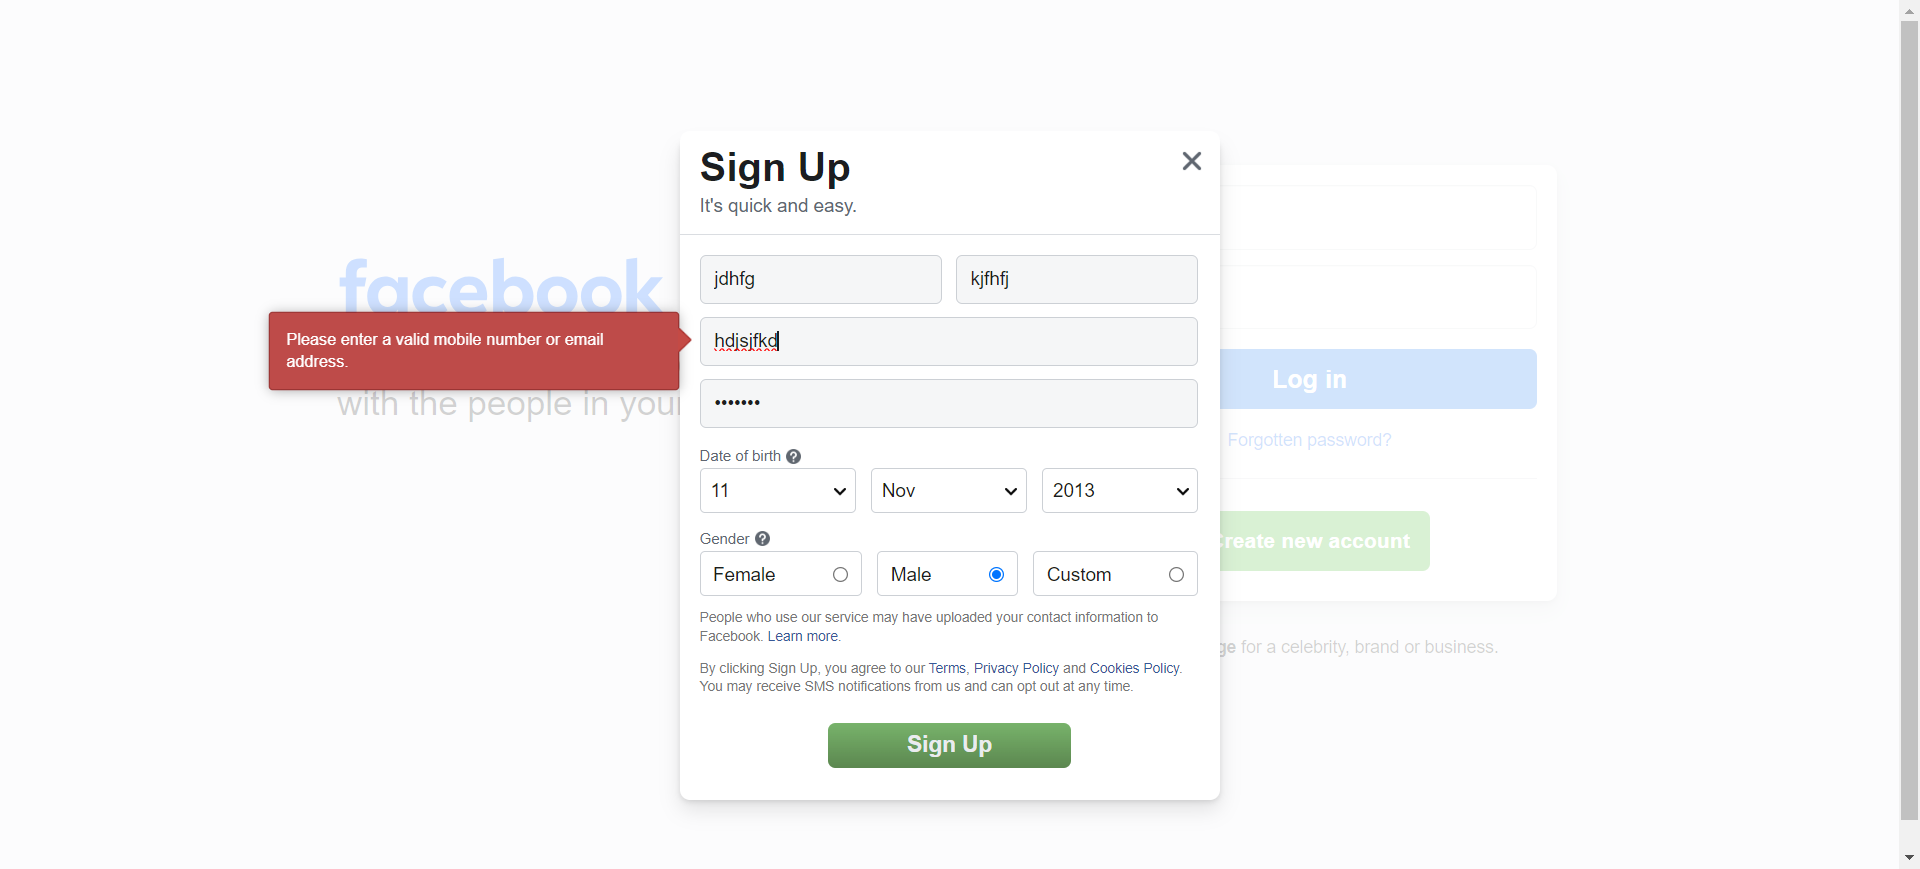 Sign Up
It's quick and easy.
jdhfg kjfhfj
hdjsjfkd
•••••••
Date of birth
11 Nov 2013
Gender
Female Male Custom
People who use our service may have uploaded your contact information to
Facebook. Learn more.
By clicking Sign Up, you agree to our Terms, Privacy Policy and Cookies Policy.
You may receive SMS notifications from us and can opt out at any time.
Sign Up
facebook
Please enter a valid mobile number or email
address.
with the people in your
Log in
Forgotten password?
Create new account
for a celebrity, brand or business.